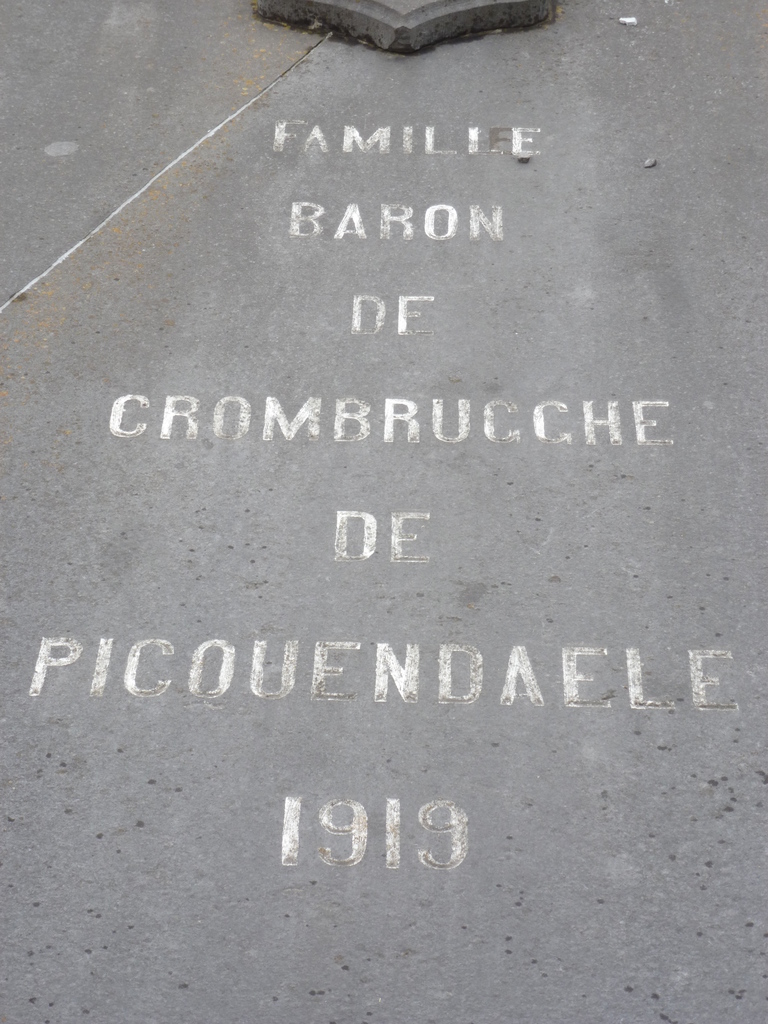 FAMILLE
BARON
DE
CROMBRUGGHE
DE
PICQUENDAELE
1919